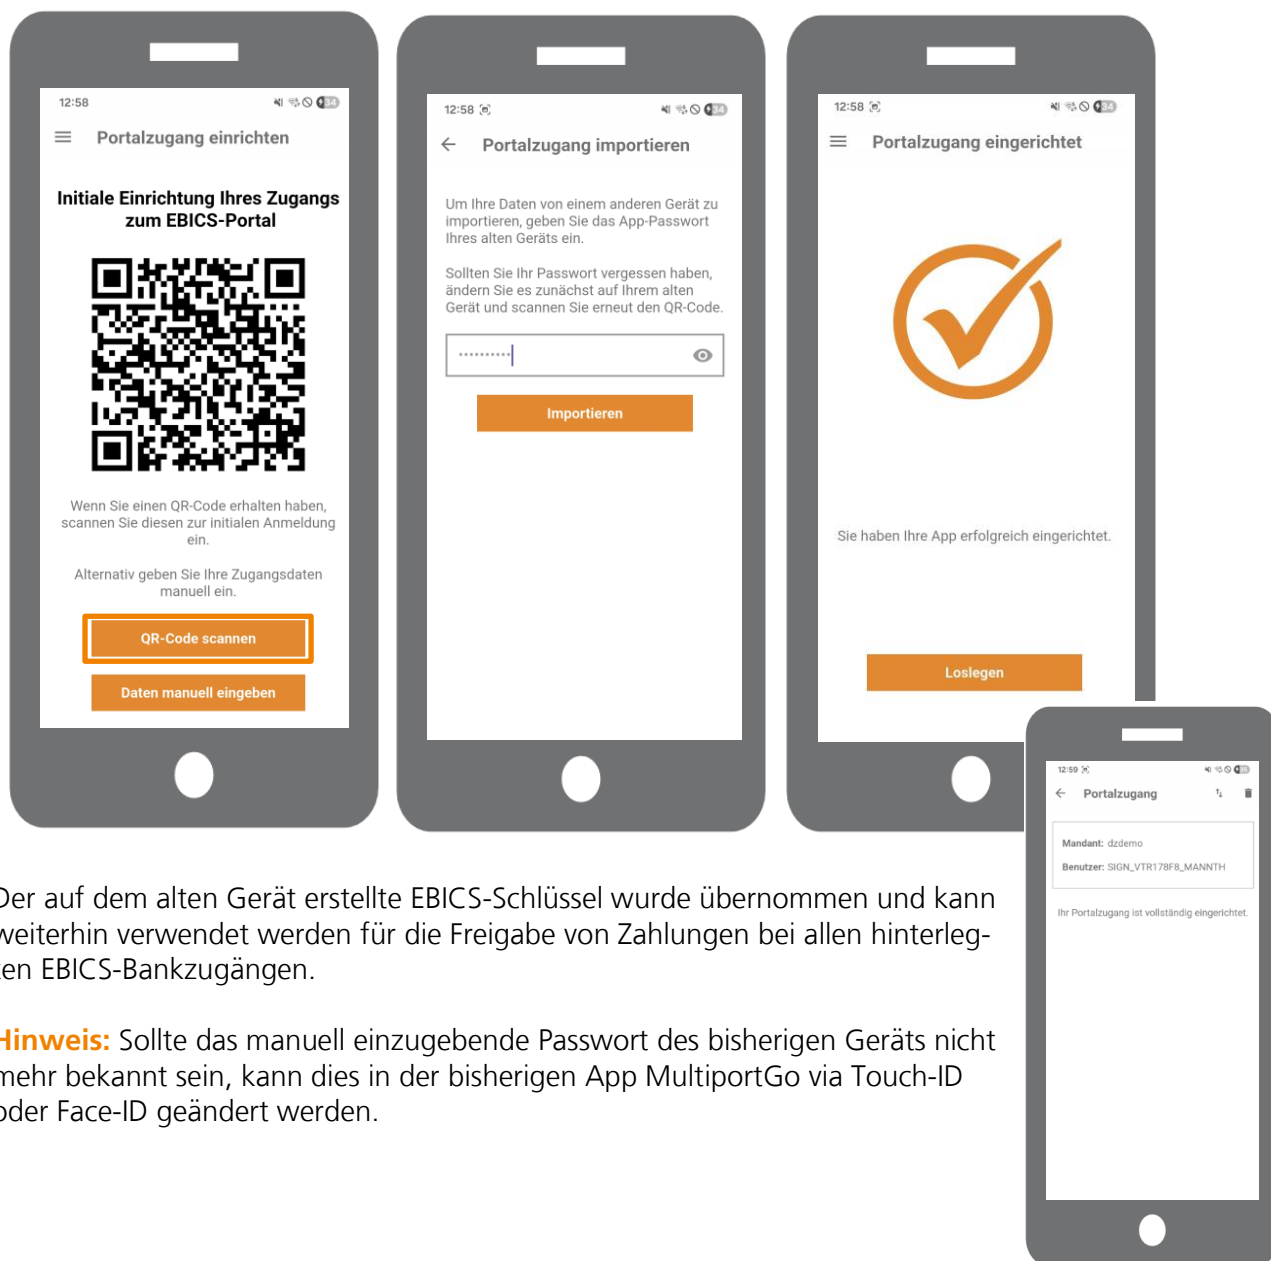 12:58
34
Portalzugang einrichten
Initiale Einrichtung Ihres Zugangs
zum EBICS-Portal
Wenn Sie einen QR-Code erhalten haben,
scannen Sie diesen zur initialen Anmeldung
ein.
Alternativ geben Sie Ihre Zugangsdaten
manuell ein.
QR-Code scannen
Daten manuell eingeben
12:58
34
Portalzugang importieren
Um Ihre Daten von einem anderen Gerät zu
importieren, geben Sie das App-Passwort
Ihres alten Geräts ein.
Sollten Sie Ihr Passwort vergessen haben,
ändern Sie es zunächst auf Ihrem alten
Gerät und scannen Sie erneut den QR-Code.
Importieren
12:58
34
Portalzugang eingerichtet
Sie haben Ihre App erfolgreich eingerichtet.
Loslegen
12:59
Portalzugang
Mandant: dzdemo
Benutzer: SIGN_VTR178F8_MANNTH
Ihr Portalzugang ist vollständig eingerichtet.
Der auf dem alten Gerät erstellte EBICS-Schlüssel wurde übernommen und kann
weiterhin verwendet werden für die Freigabe von Zahlungen bei allen hinterleg-
ten EBICS-Bankzugängen.
Hinweis: Sollte das manuell einzugebende Passwort des bisherigen Geräts nicht
mehr bekannt sein, kann dies in der bisherigen App MultiportGo via Touch-ID
oder Face-ID geändert werden.